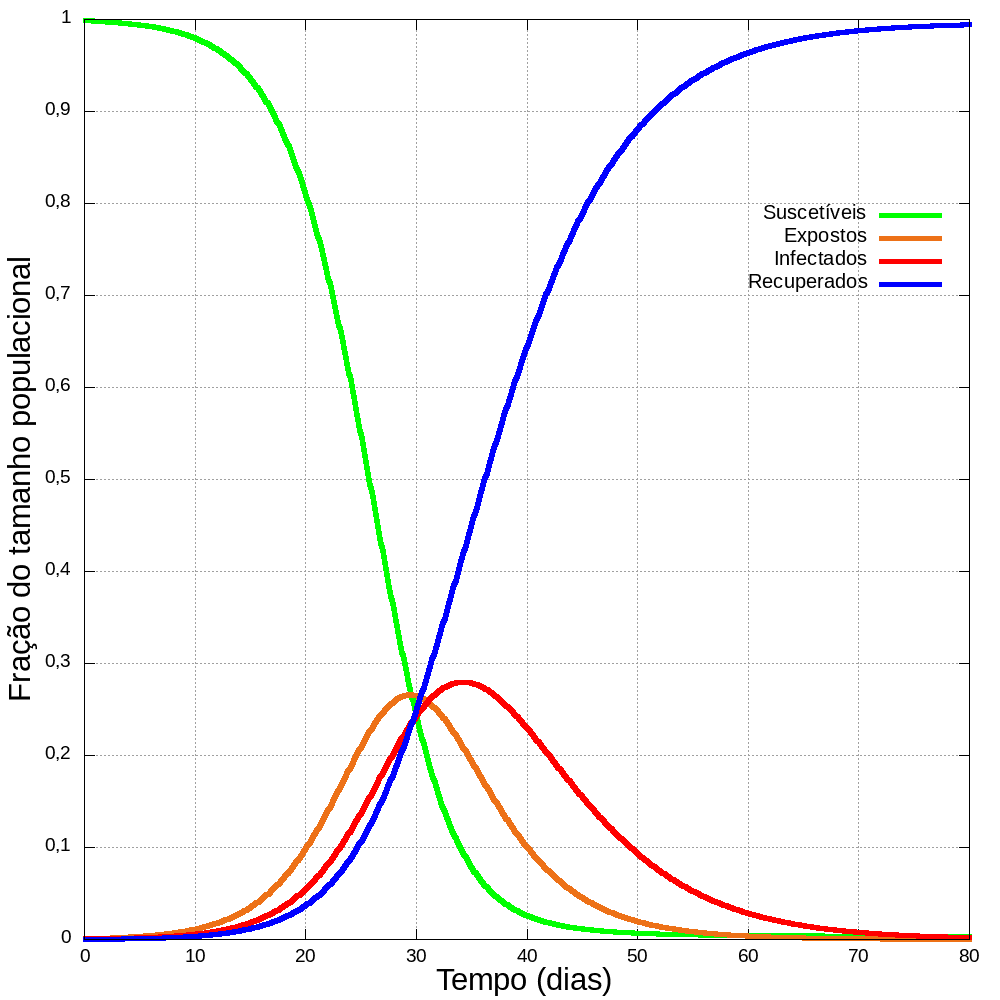 1
0,9
0,8
0,7
0,6
0,5
0,4
0,3
0,2
0,1
0
Fração do tamanho populacional
Suscetíveis
Expostos
Infectados
Recuperados
0 10 20 30 40 50 60 70 80
Tempo (dias)